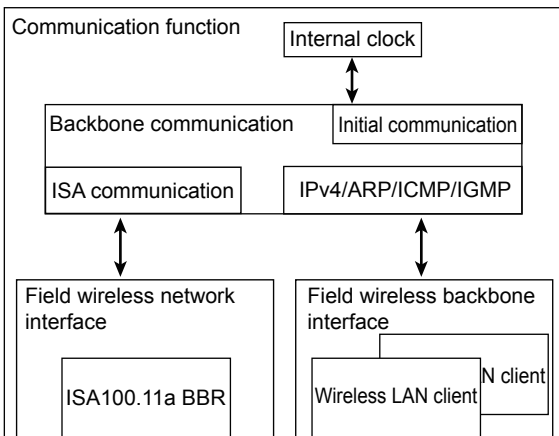 Communication function
Internal clock
Backbone communication
Initial communication
ISA communication
IPv4/ARP/ICMP/IGMP
Field wireless network
interface
ISA100.11a BBR
Field wireless backbone
interface
N client
Wireless LAN client